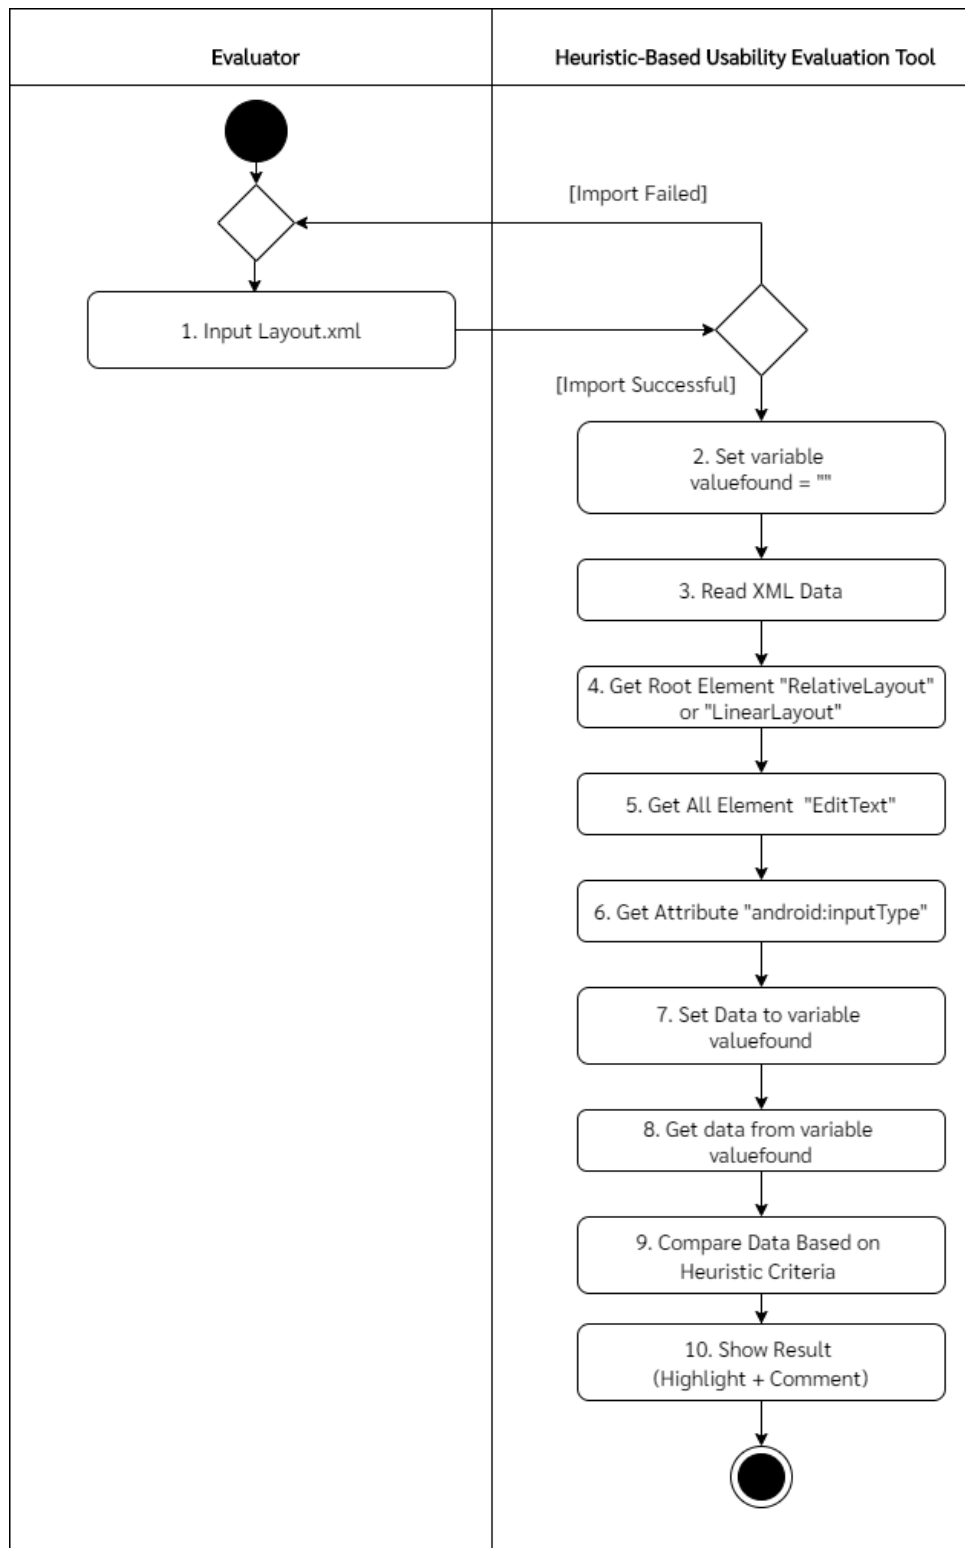 Evaluator
Heuristic-Based Usability Evaluation Tool
[Import Failed]
1. Input Layout.xml
[Import Successful]
2. Set variable
valuefound = ""
3. Read XML Data
4. Get Root Element "RelativeLayout"
or "LinearLayout"
5. Get All Element  "EditText"
6. Get Attribute "android:inputType"
7. Set Data to variable
valuefound
8. Get data from variable
valuefound
9. Compare Data Based on
Heuristic Criteria
10. Show Result
(Highlight + Comment)